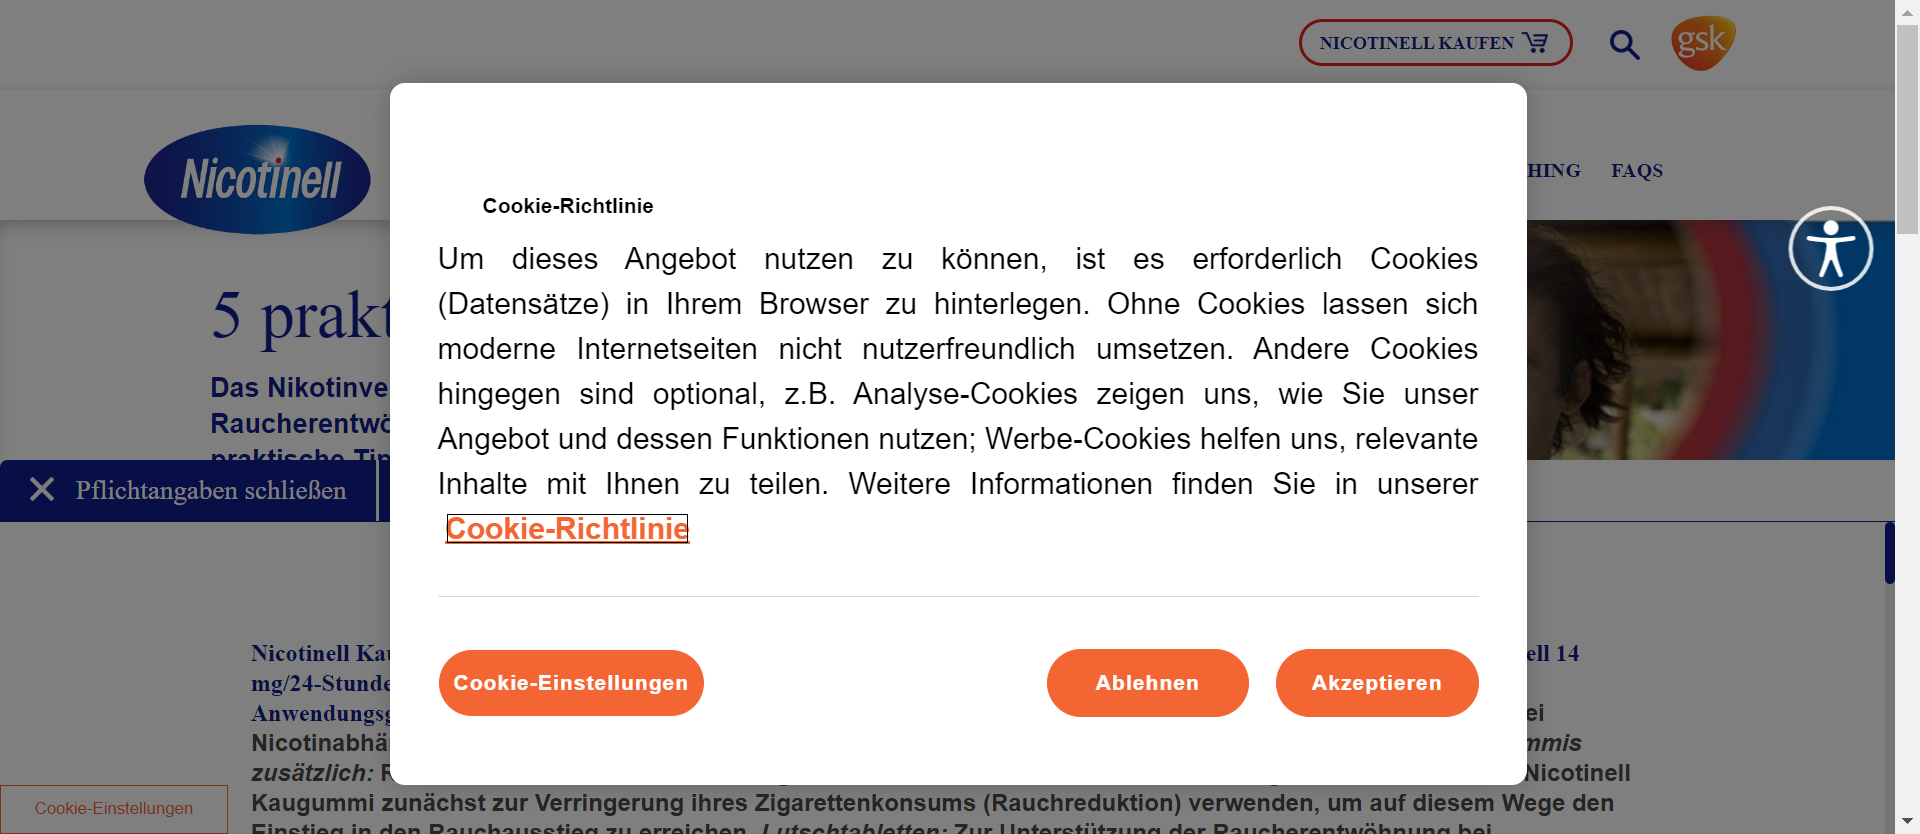 NICOTINELL KAUFEN
gsk
Nicotinell
HING
FAQS
5 prakt
Das Nikotinve
Raucherentwö
praktische Tip
Pflichtangaben schließen
Cookie-Richtlinie
Um dieses Angebot nutzen zu können, ist es erforderlich Cookies
(Datensätze) in Ihrem Browser zu hinterlegen. Ohne Cookies lassen sich
moderne Internetseiten nicht nutzerfreundlich umsetzen. Andere Cookies
hingegen sind optional, z.B. Analyse-Cookies zeigen uns, wie Sie unser
Angebot und dessen Funktionen nutzen; Werbe-Cookies helfen uns, relevante
Inhalte mit Ihnen zu teilen. Weitere Informationen finden Sie in unserer
Cookie-Richtlinie
Cookie-Einstellungen
Ablehnen
Akzeptieren
Nicotinell Kau
ell 14
mg/24-Stunde
Anwendungsg
ei
Nicotinabhä
mmis
zusätzlich:
Nicotinell
Kaugummi zunächst zur Verringerung ihres Zigarettenkonsums (Rauchreduktion) verwenden, um auf diesem Wege den
Einstieg in den Rauchausstieg zu erreichen. Lutschtabletten: Zur Unterstützung der Raucherentwöhnung bei
Cookie-Einstellungen